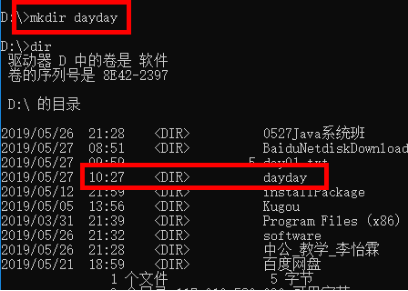 D:\>mkdir dayday
D:\>dir
驱动器 D 中的卷是 软件
卷的序列号是 8E42-2397
D:\ 的目录
2019/05/26 21:28 <DIR> 0527Java系统班
2019/05/27 08:51 <DIR> BaiduNetdiskDownload
2019/05/27 09:59 5 day01.txt
2019/05/27 10:27 <DIR> dayday
2019/05/12 21:59 <DIR> installPackage
2019/05/05 13:56 <DIR> Kugou
2019/03/31 21:39 <DIR> Program Files (x86)
2019/05/26 21:32 <DIR> software
2019/05/26 21:28 <DIR> 中公_教学_李怡霖
2019/05/21 18:59 <DIR> 百度网盘
1 个文件 5 字节